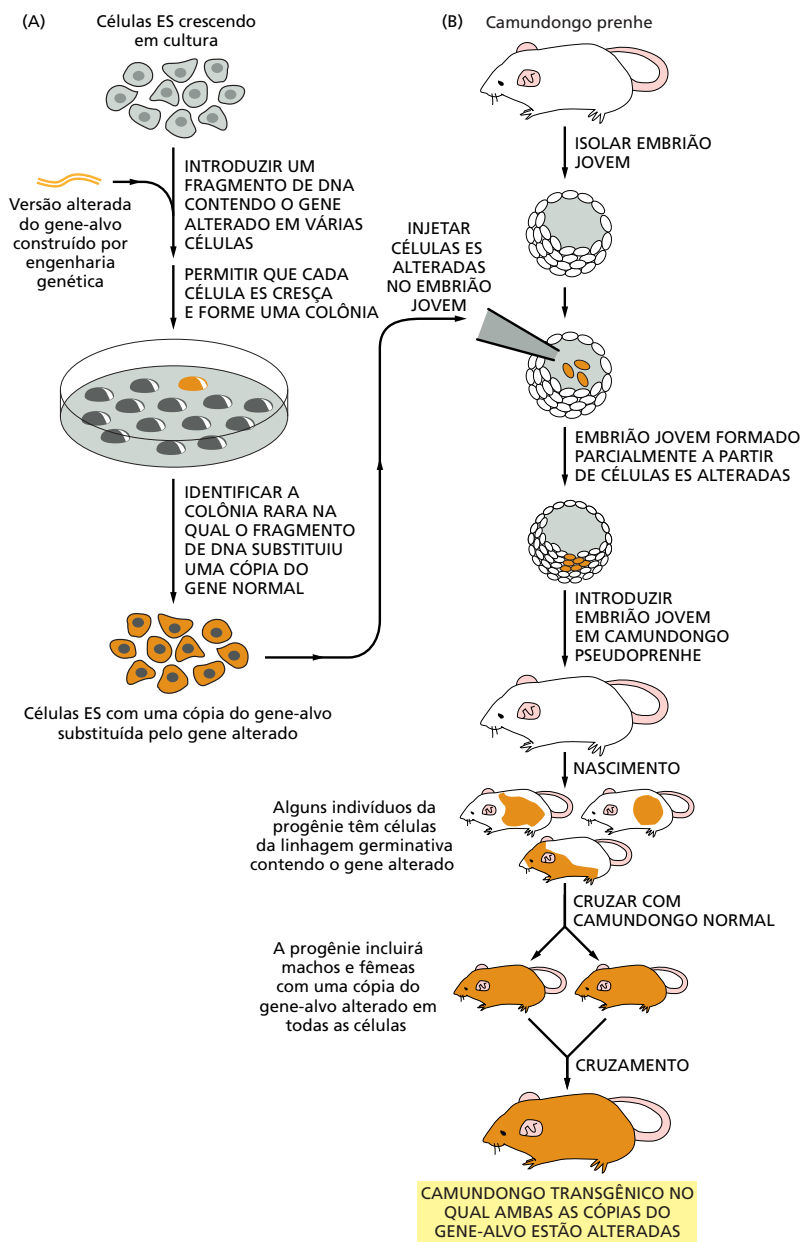 (A)
Células ES crescendo
em cultura
INTRODUZIR UM
FRAGMENTO DE DNA
CONTENDO O GENE
ALTERADO EM VÁRIAS
CÉLULAS
Versão alterada
do gene-alvo
construído por
engenharia
genética
PERMITIR QUE CADA
CÉLULA ES CRESÇA
E FORME UMA COLÔNIA
IDENTIFICAR A
COLÔNIA RARA NA
QUAL O FRAGMENTO
DE DNA SUBSTITUIU
UMA CÓPIA DO
GENE NORMAL
Células ES com uma cópia do gene-alvo
substituída pelo gene alterado
(B)
Camundongo prenhe
ISOLAR EMBRIÃO
JOVEM
INJETAR
CÉLULAS ES
ALTERADAS
NO EMBRIÃO
JOVEM
EMBRIÃO JOVEM FORMADO
PARCIALMENTE A PARTIR
DE CÉLULAS ES ALTERADAS
INTRODUZIR
EMBRIÃO JOVEM
EM CAMUNDONGO
PSEUDOPRENHE
NASCIMENTO
Alguns indivíduos da
progênie têm células
da linhagem germinativa
contendo o gene alterado
CRUZAR COM
CAMUNDONGO NORMAL
A progênie incluirá
machos e fêmeas
com uma cópia do
gene-alvo alterado em
todas as células
CRUZAMENTO
CAMUNDONGO TRANSGÊNICO NO
QUAL AMBAS AS CÓPIAS DO
GENE-ALVO ESTÃO ALTERADAS